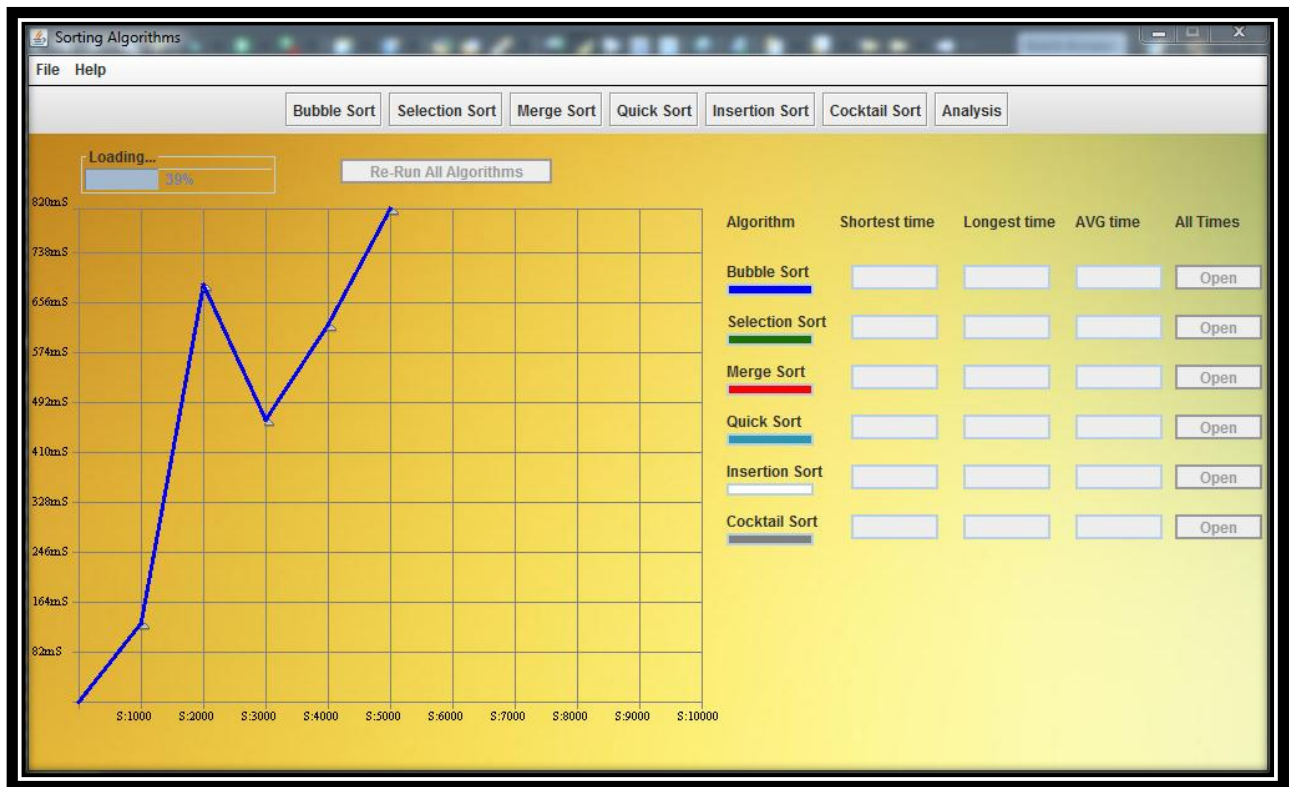 Sorting Algorithms
X
File Help
Bubble Sort Selection Sort Merge Sort Quick Sort Insertion Sort Cocktail Sort Analysis
Loading...
39%
Re-Run All Algorithms
820mS
738mS
656mS
574mS
492mS
410mS
328mS
246mS
164mS
82mS
S:1000 S:2000 S:3000 S:4000 S:5000 S:6000 S:7000 S:8000 S:9000 S:10000
Algorithm Shortest time Longest time AVG time All Times
Bubble Sort Open
Selection Sort Open
Merge Sort Open
Quick Sort Open
Insertion Sort Open
Cocktail Sort Open